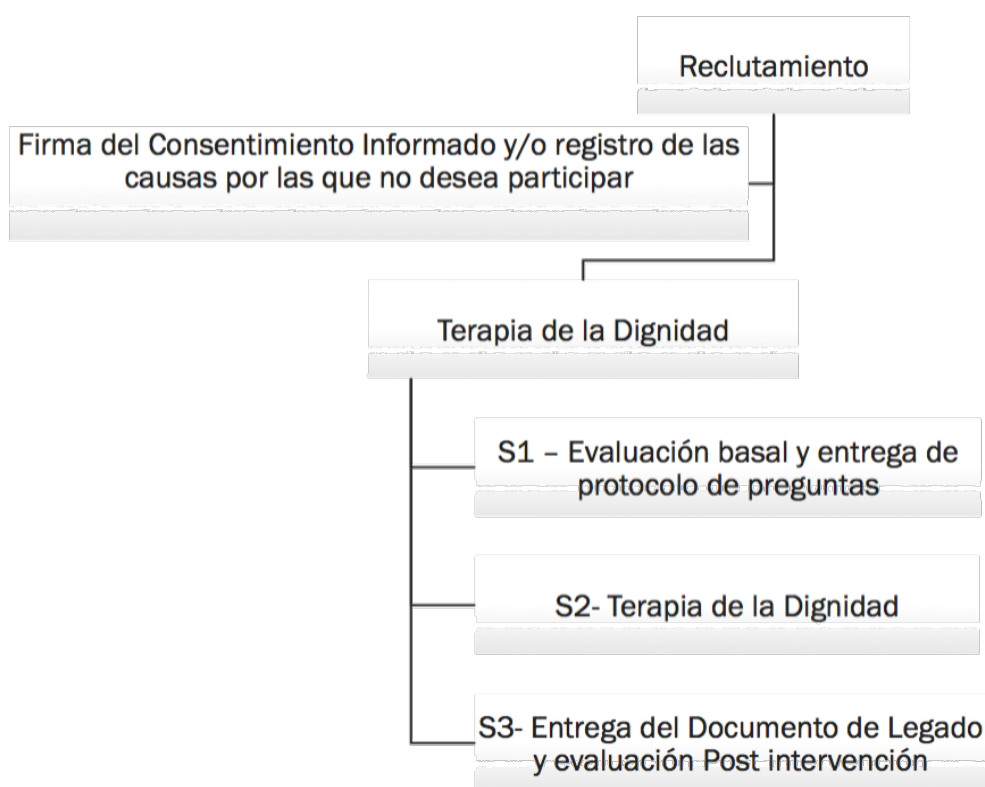 Reclutamiento
Firma del Consentimiento Informado y/o registro de las
causas por las que no desea participar
Terapia de la Dignidad
S1 – Evaluación basal y entrega de
protocolo de preguntas
S2- Terapia de la Dignidad
S3- Entrega del Documento de Legado
y evaluación Post intervención